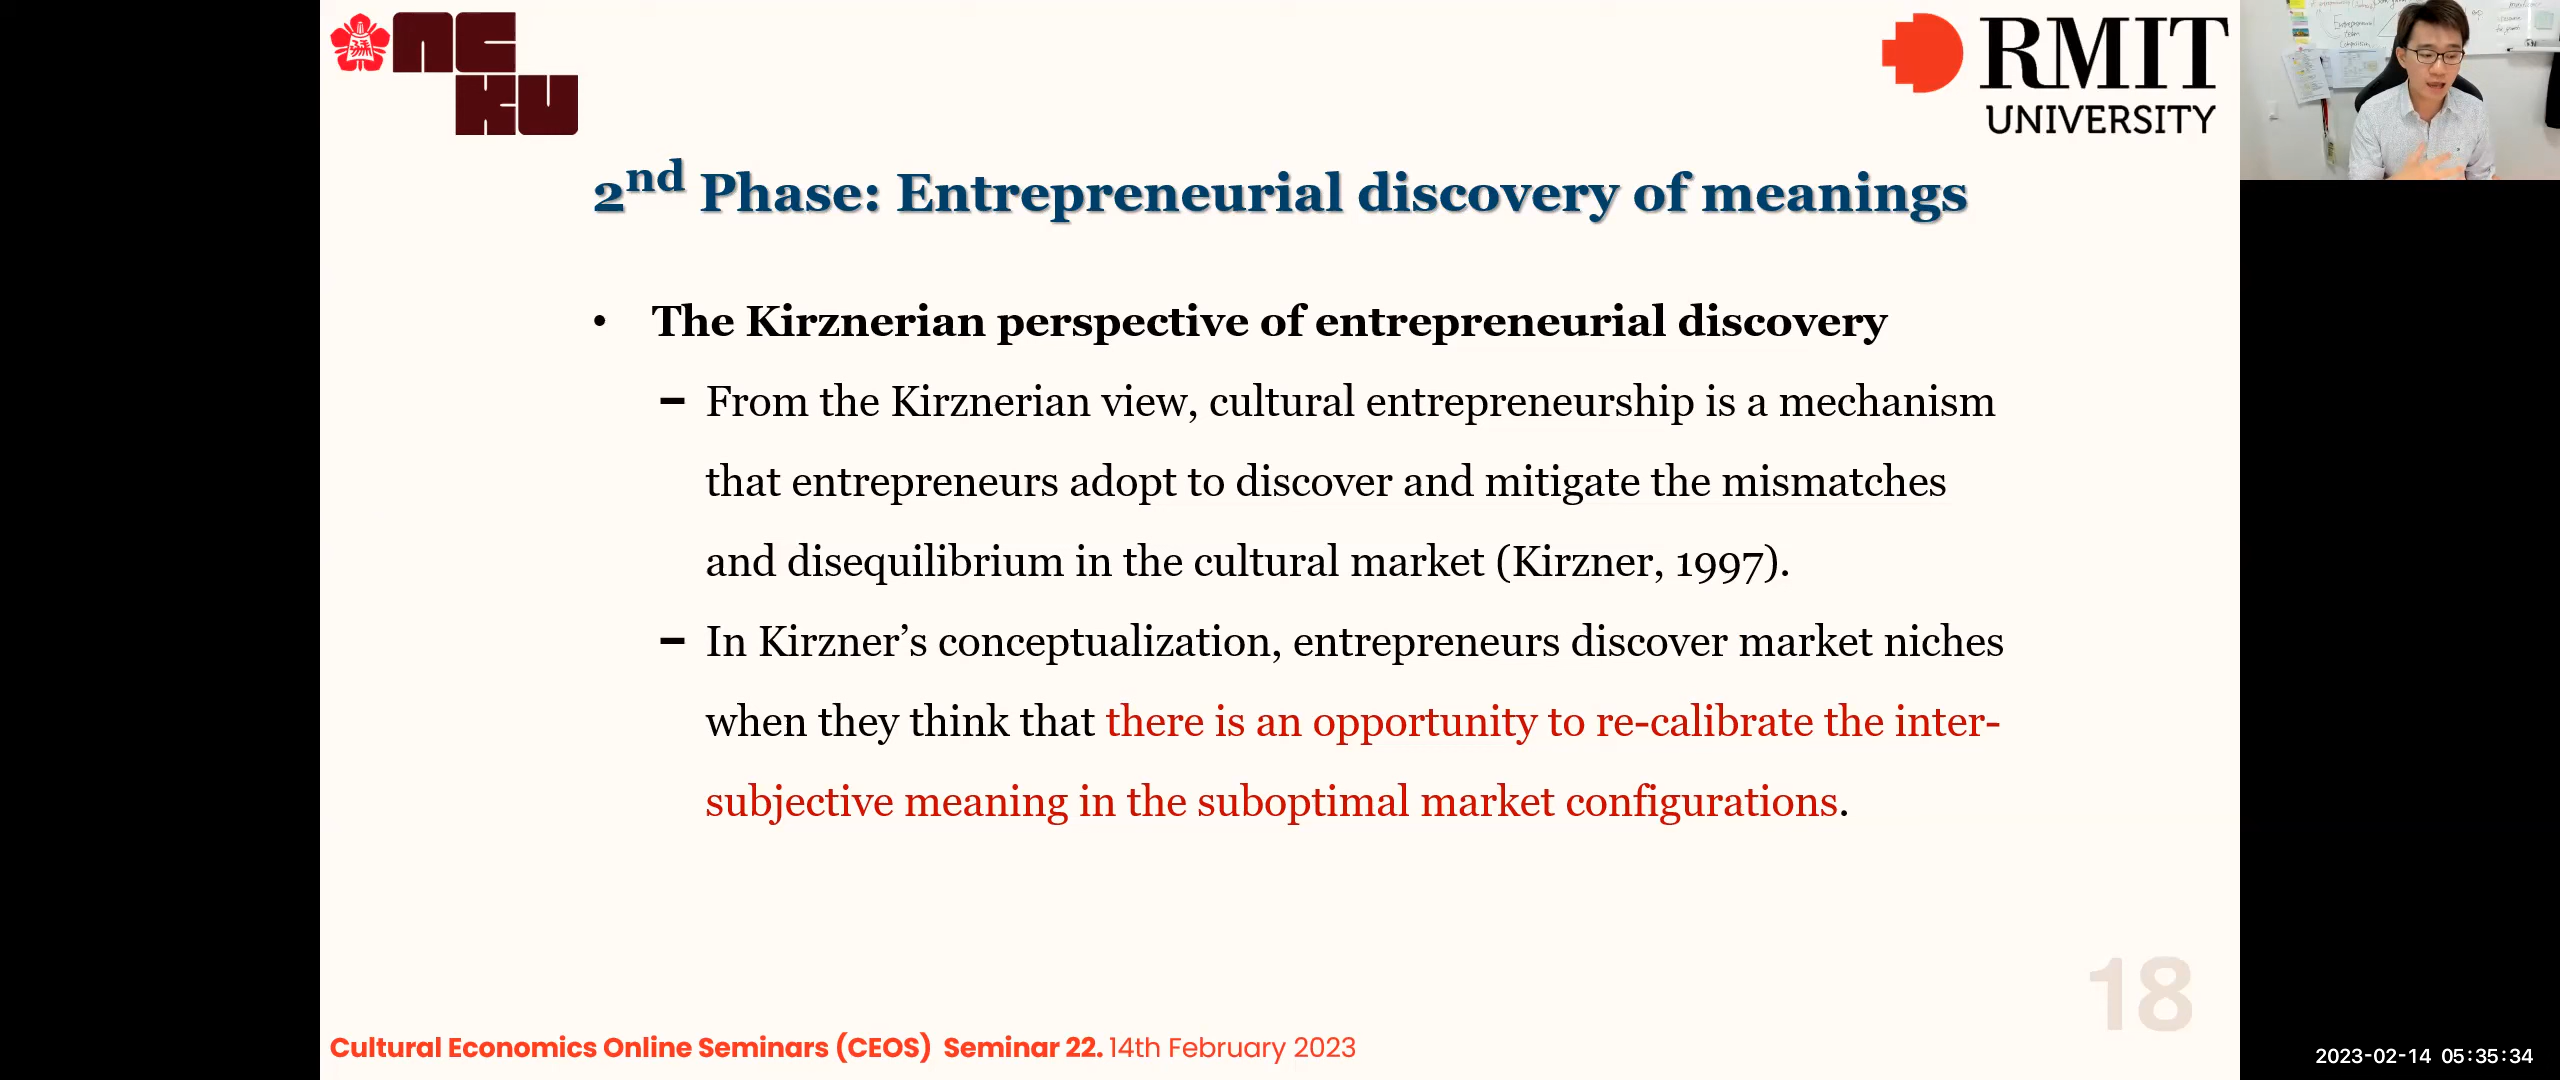 NCKU
RMIT
UNIVERSITY
2nd Phase: Entrepreneurial discovery of meanings
• The Kirznerian perspective of entrepreneurial discovery
– From the Kirznerian view, cultural entrepreneurship is a mechanism
that entrepreneurs adopt to discover and mitigate the mismatches
and disequilibrium in the cultural market (Kirzner, 1997).
– In Kirzner’s conceptualization, entrepreneurs discover market niches
when they think that there is an opportunity to re-calibrate the inter-
subjective meaning in the suboptimal market configurations.
18
Cultural Economics Online Seminars (CEOS) Seminar 22. 14th February 2023
2023-02-14 05:35:34